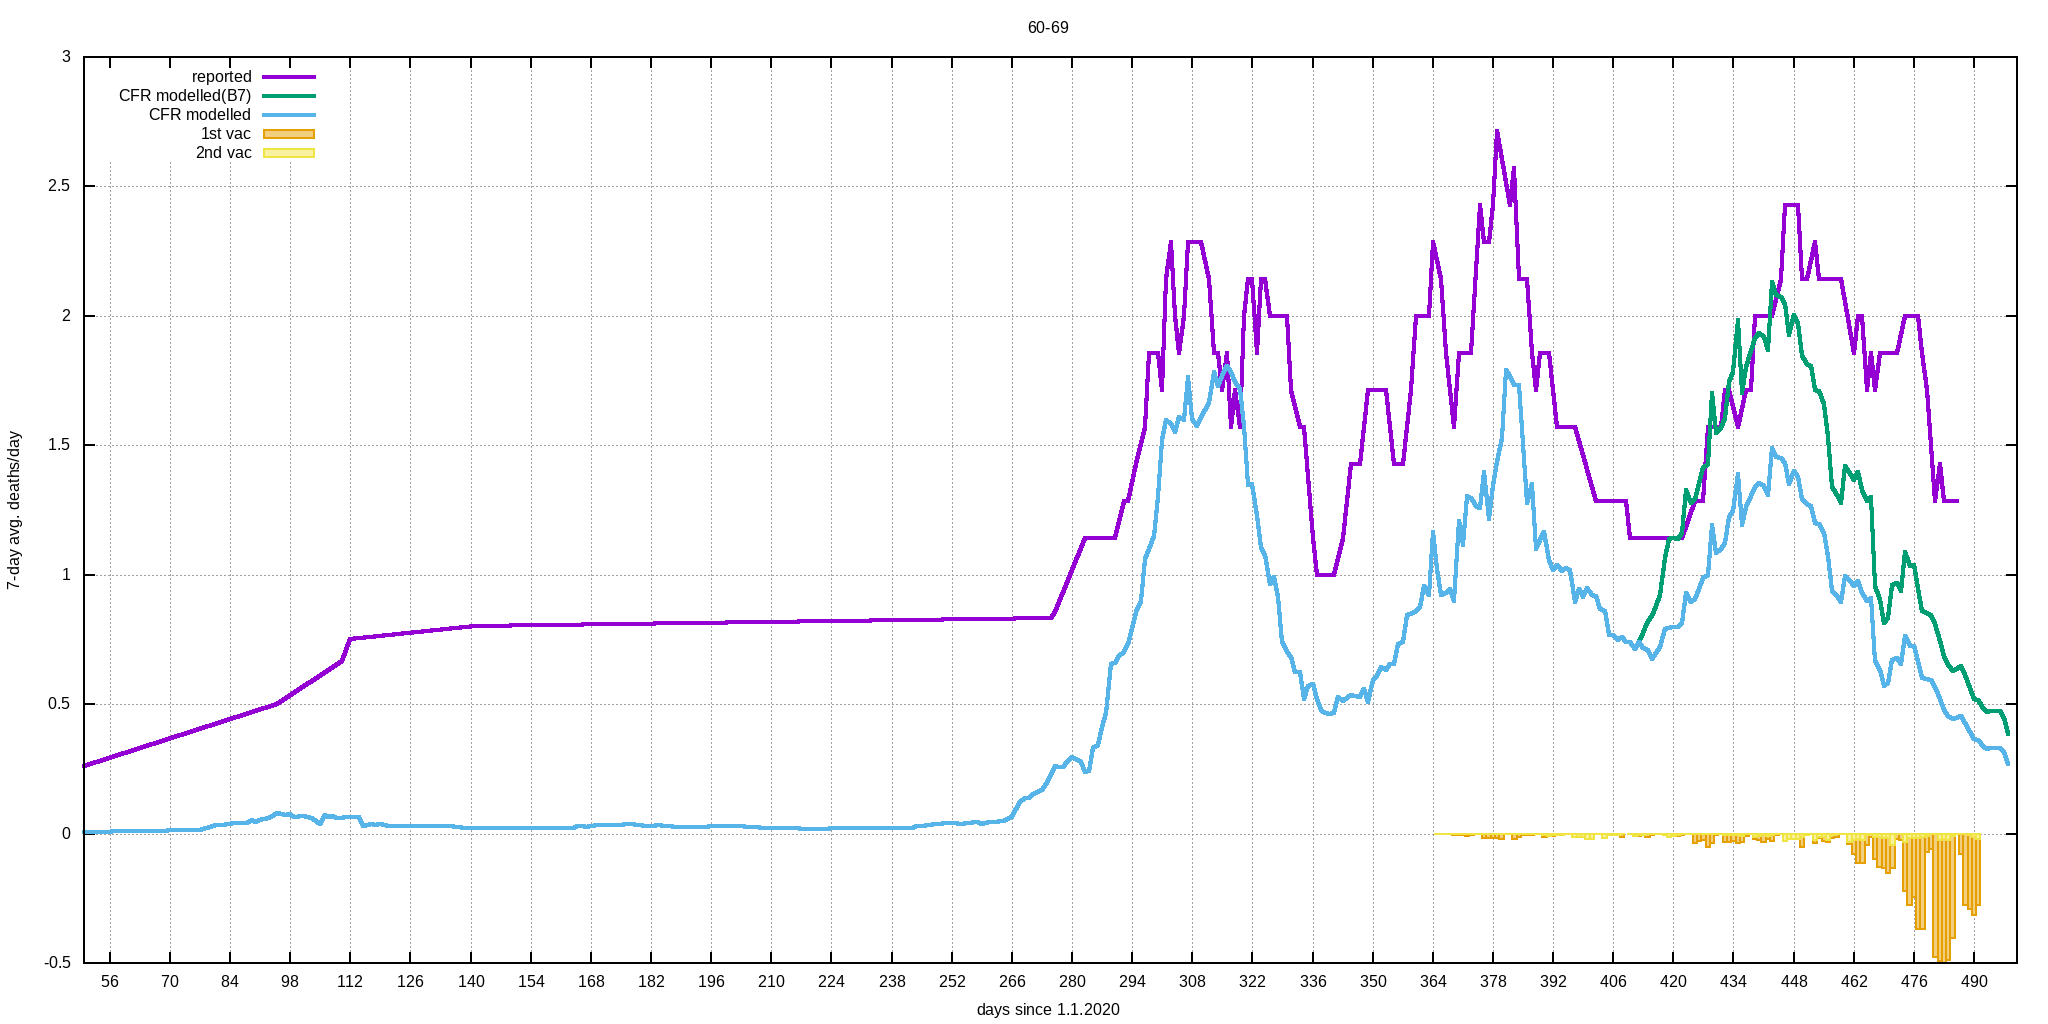 60-69
reported
CFR modelled(B7)
CFR modelled
1st vac
2nd vac
3
2.5
2
1.5
1
0.5
0
-0.5
7-day avg. deaths/day
56 70 84 98 112 126 140 154 168 182 196 210 224 238 252 266 280 294 308 322 336 350 364 378 392 406 420 434 448 462 476 490
days since 1.1.2020